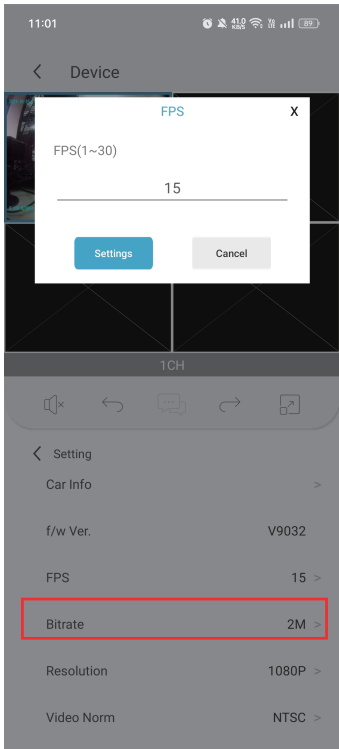 11:01
41.0 KB/S
89
Device
FPS
X
FPS(1~30)
15
Settings
Cancel
1CH
Setting
Car Info >
f/w Ver. V9032
FPS 15 >
Bitrate 2M >
Resolution 1080P >
Video Norm NTSC >